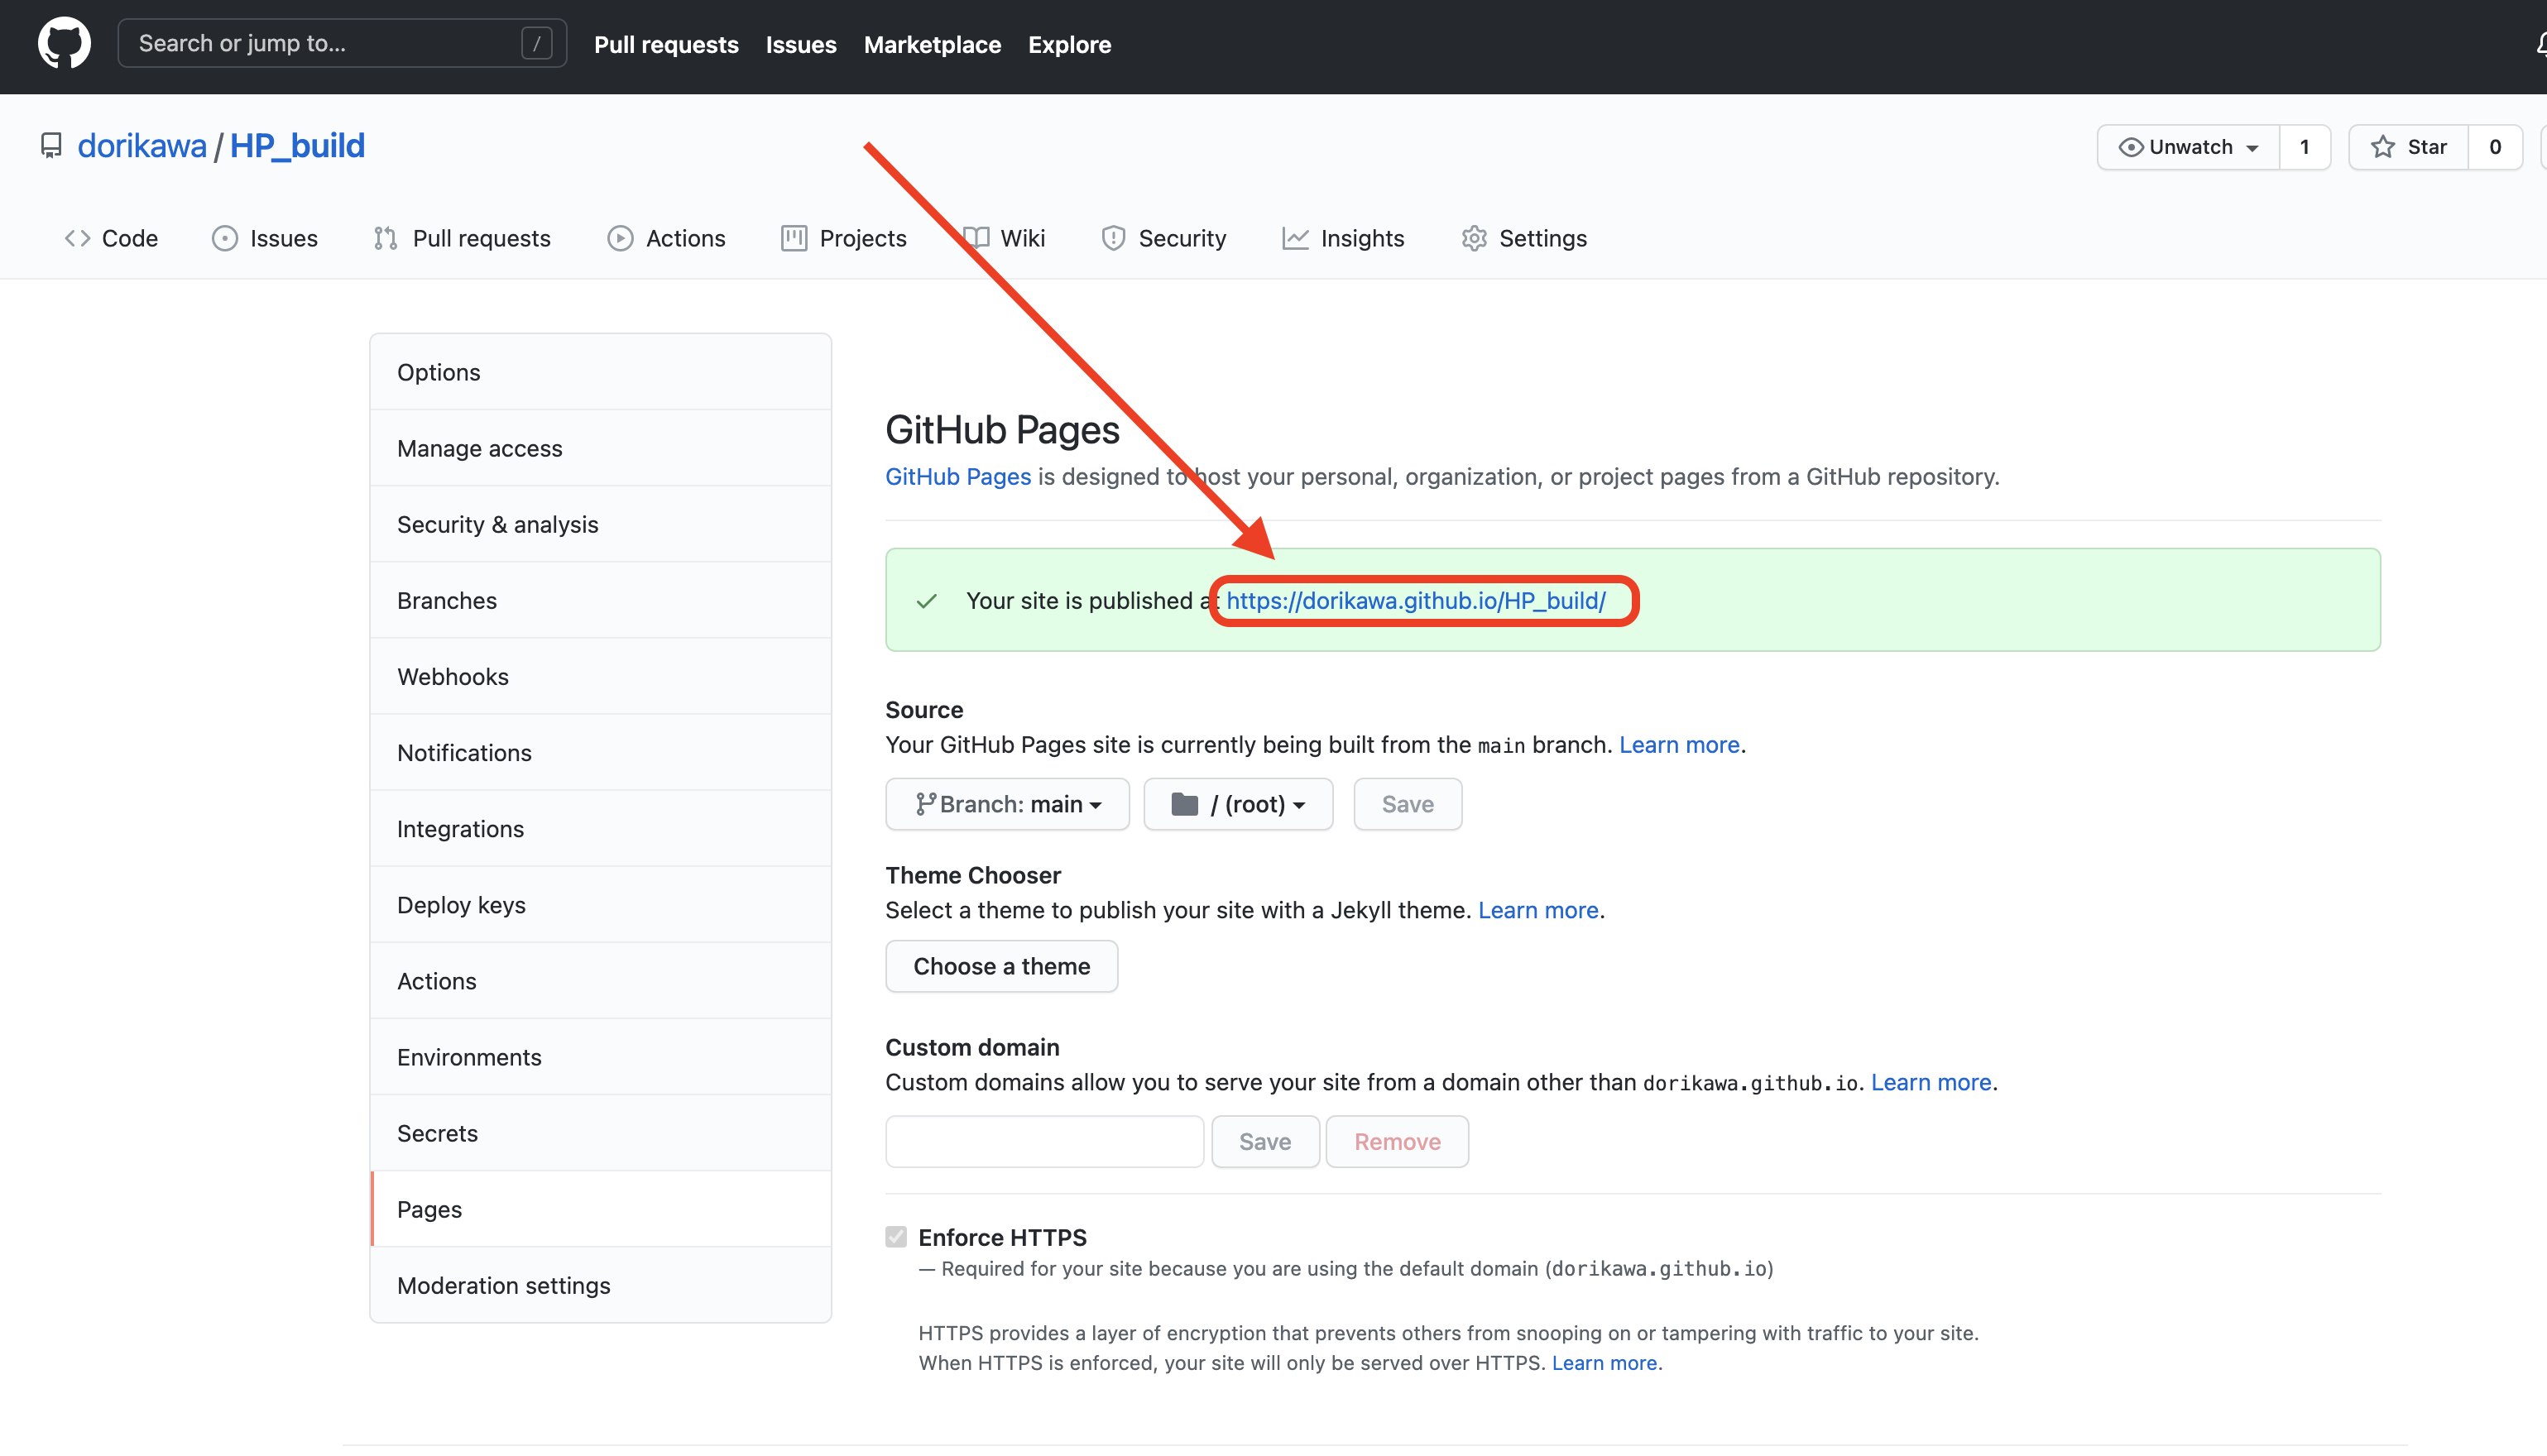 Search or jump to... /
Pull requests Issues Marketplace Explore
dorikawa / HP_build
Unwatch 1 Star 0
Code Issues Pull requests Actions Projects Wiki Security Insights Settings
Options
Manage access
Security & analysis
Branches
Webhooks
Notifications
Integrations
Deploy keys
Actions
Environments
Secrets
Pages
Moderation settings
GitHub Pages
GitHub Pages is designed to host your personal, organization, or project pages from a GitHub repository.
Your site is published at https://dorikawa.github.io/HP_build/
Source
Your GitHub Pages site is currently being built from the main branch. Learn more.
Branch: main / (root) Save
Theme Chooser
Select a theme to publish your site with a Jekyll theme. Learn more.
Choose a theme
Custom domain
Custom domains allow you to serve your site from a domain other than dorikawa.github.io. Learn more.
Save Remove
Enforce HTTPS
— Required for your site because you are using the default domain (dorikawa.github.io)
HTTPS provides a layer of encryption that prevents others from snooping on or tampering with traffic to your site.
When HTTPS is enforced, your site will only be served over HTTPS. Learn more.